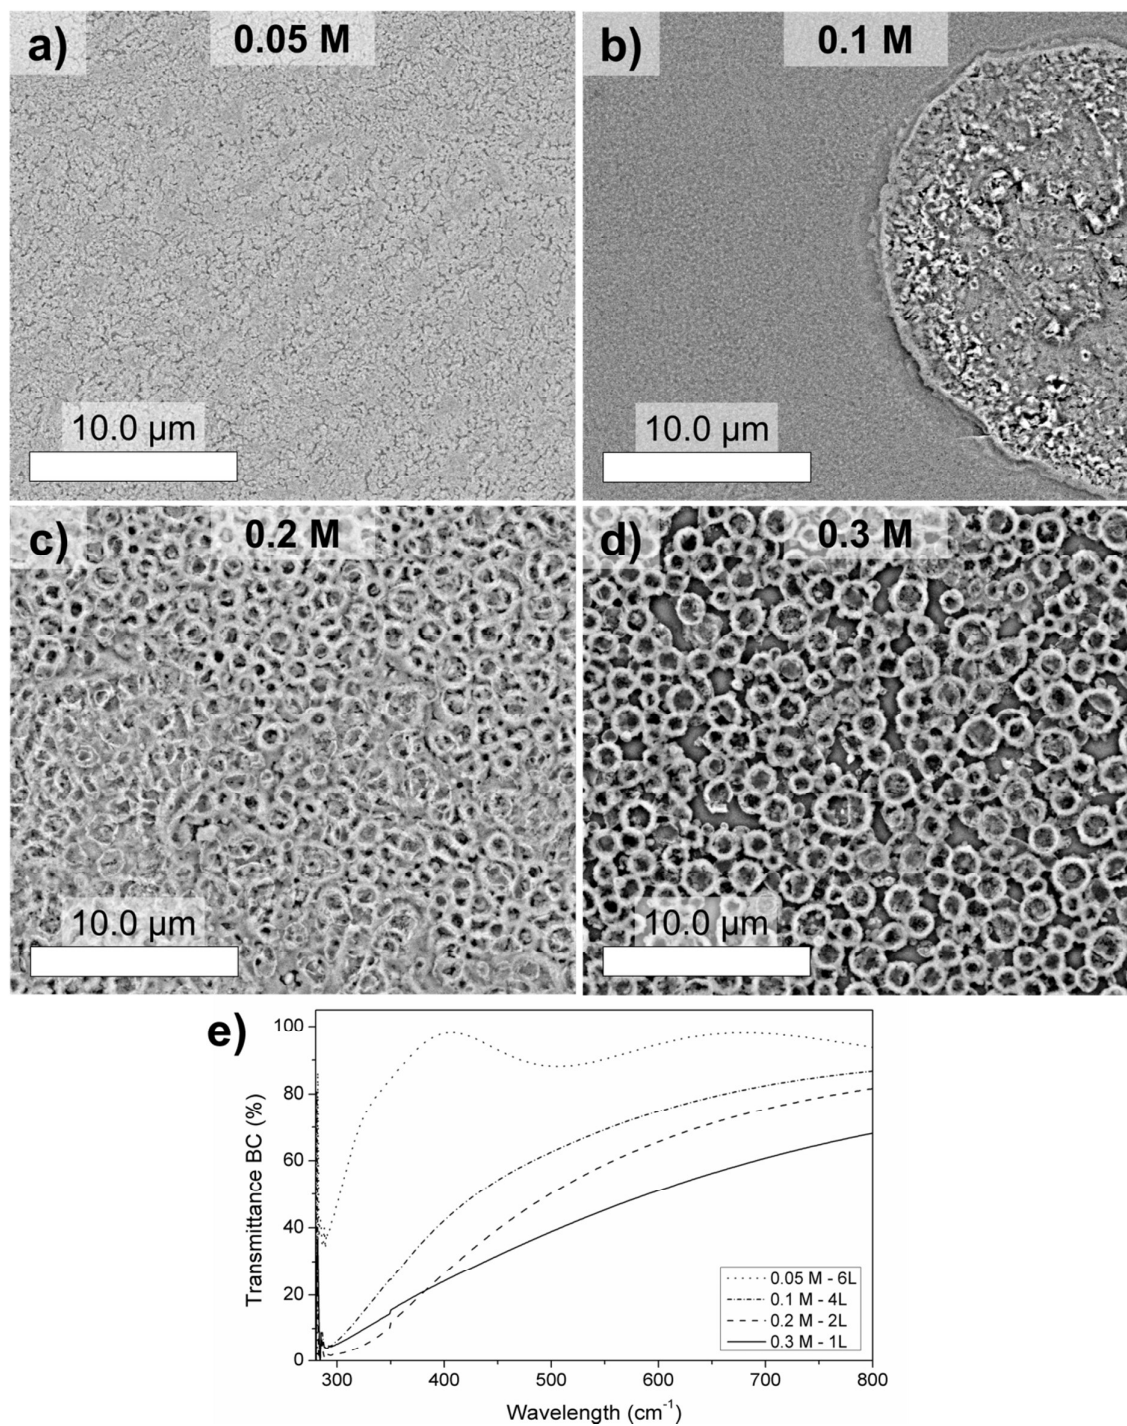 a)
0.05 M
b)
0.1 M
10.0 µm
10.0 µm
c)
0.2 M
d)
0.3 M
10.0 µm
10.0 µm
e)
Transmittance BC (%)
100
80
60
40
20
0
300 400 500 600 700 800
Wavelength (cm⁻¹)
0.05 M - 6L
0.1 M - 4L
0.2 M - 2L
0.3 M - 1L